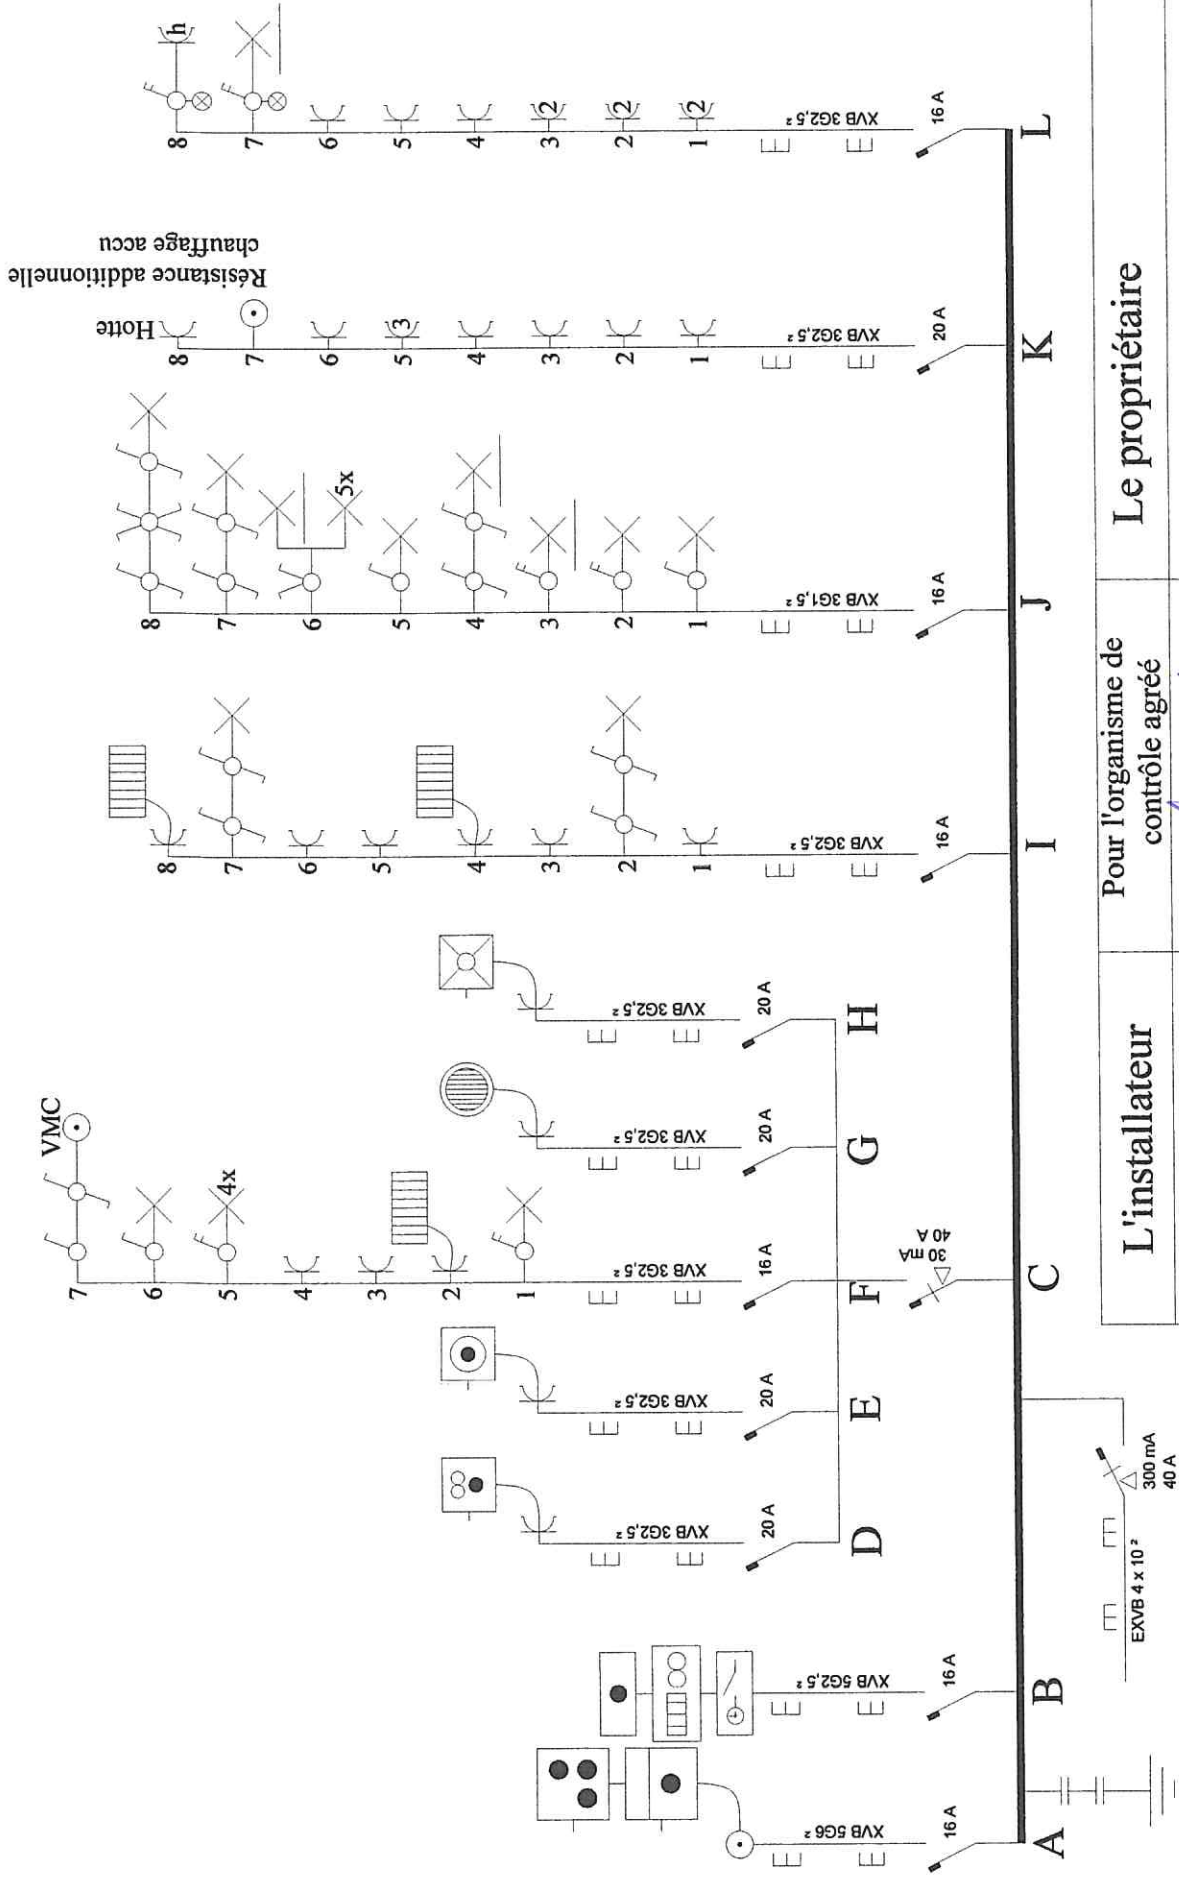 A
16 A
XVB 5G6 ²
B
16 A
XVB 5G2,5 ²
EXVB 4 x 10 ²
300 mA
40 A
C
30 mA
40 A
D
20 A
XVB 3G2,5 ²
E
20 A
XVB 3G2,5 ²
F
16 A
XVB 3G2,5 ²
1
2
3
4
5
4x
6
7
VMC
G
20 A
XVB 3G2,5 ²
H
20 A
XVB 3G2,5 ²
I
16 A
XVB 3G2,5 ²
1
2
3
4
5
6
7
8
J
16 A
XVB 3G1,5 ²
1
2
3
4
5
6
5x
7
8
K
20 A
XVB 3G2,5 ²
1
2
3
4
5
3
6
7
Résistance additionnelle
chauffage accu
8
Hotte
L
16 A
XVB 3G2,5 ²
1
2
2
2
3
2
4
5
6
7
8
h
L'installateur
Pour l'organisme de
contrôle agréé
Le propriétaire